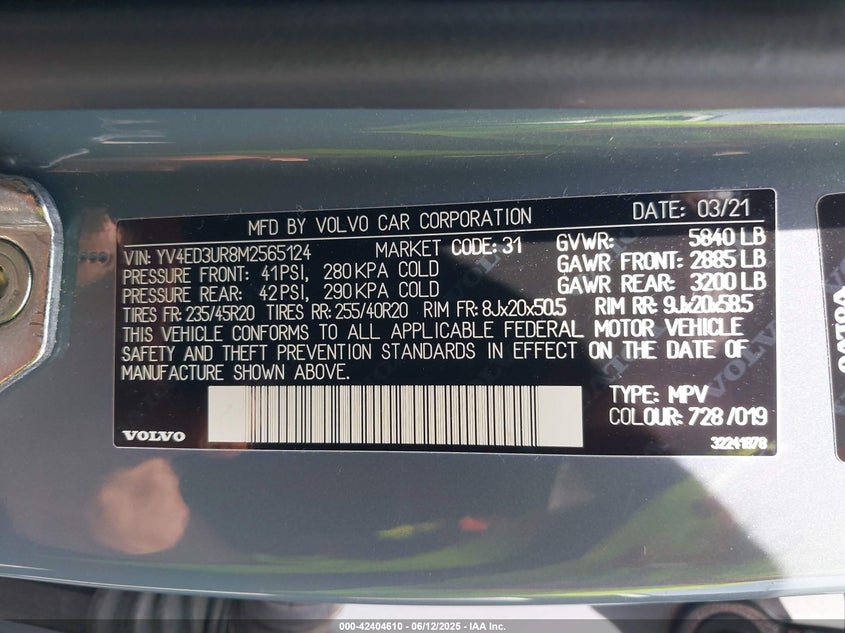 MFD BY VOLVO CAR CORPORATION DATE: 03/21
VIN: YV4ED3UR8M2565124 MARKET CODE: 31 GVWR: 5840 LB
PRESSURE FRONT: 41PSI, 280KPA COLD GAWR FRONT: 2885 LB
PRESSURE REAR: 42PSI, 290KPA COLD GAWR REAR: 3200 LB
TIRES FR: 235/45R20 TIRES RR: 255/40R20 RIM FR: 8Jx20x50.5 RIM RR: 9Jx20x58.5
THIS VEHICLE CONFORMS TO ALL APPLICABLE FEDERAL MOTOR VEHICLE
SAFETY AND THEFT PREVENTION STANDARDS IN EFFECT ON THE DATE OF
MANUFACTURE SHOWN ABOVE.
TYPE: MPV
COLOUR: 728/019
VOLVO
32241878
000-42404610 - 06/12/2025 - IAA Inc.